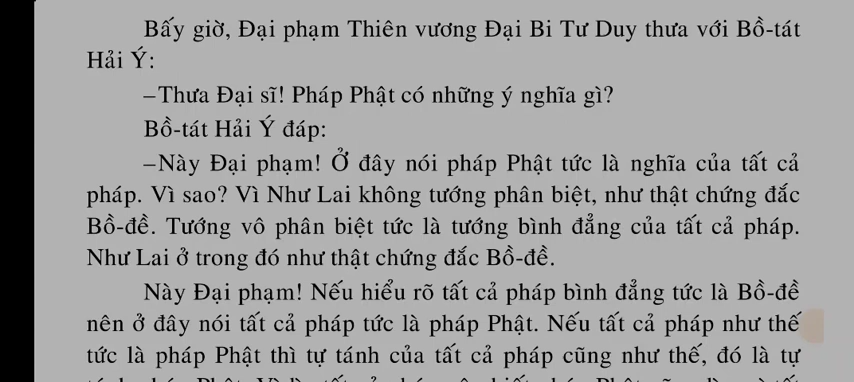 Bấy giờ, Đại phạm Thiên vương Đại Bi Tư Duy thưa với Bồ-tát
Hải Ý:
–Thưa Đại sĩ! Pháp Phật có những ý nghĩa gì?
Bồ-tát Hải Ý đáp:
–Này Đại phạm! Ở đây nói pháp Phật tức là nghĩa của tất cả
pháp. Vì sao? Vì Như Lai không tướng phân biệt, như thật chứng đắc
Bồ-đề. Tướng vô phân biệt tức là tướng bình đẳng của tất cả pháp.
Như Lai ở trong đó như thật chứng đắc Bồ-đề.
Này Đại phạm! Nếu hiểu rõ tất cả pháp bình đẳng tức là Bồ-đề
nên ở đây nói tất cả pháp tức là pháp Phật. Nếu tất cả pháp như thế
tức là pháp Phật thì tự tánh của tất cả pháp cũng như thế, đó là tự